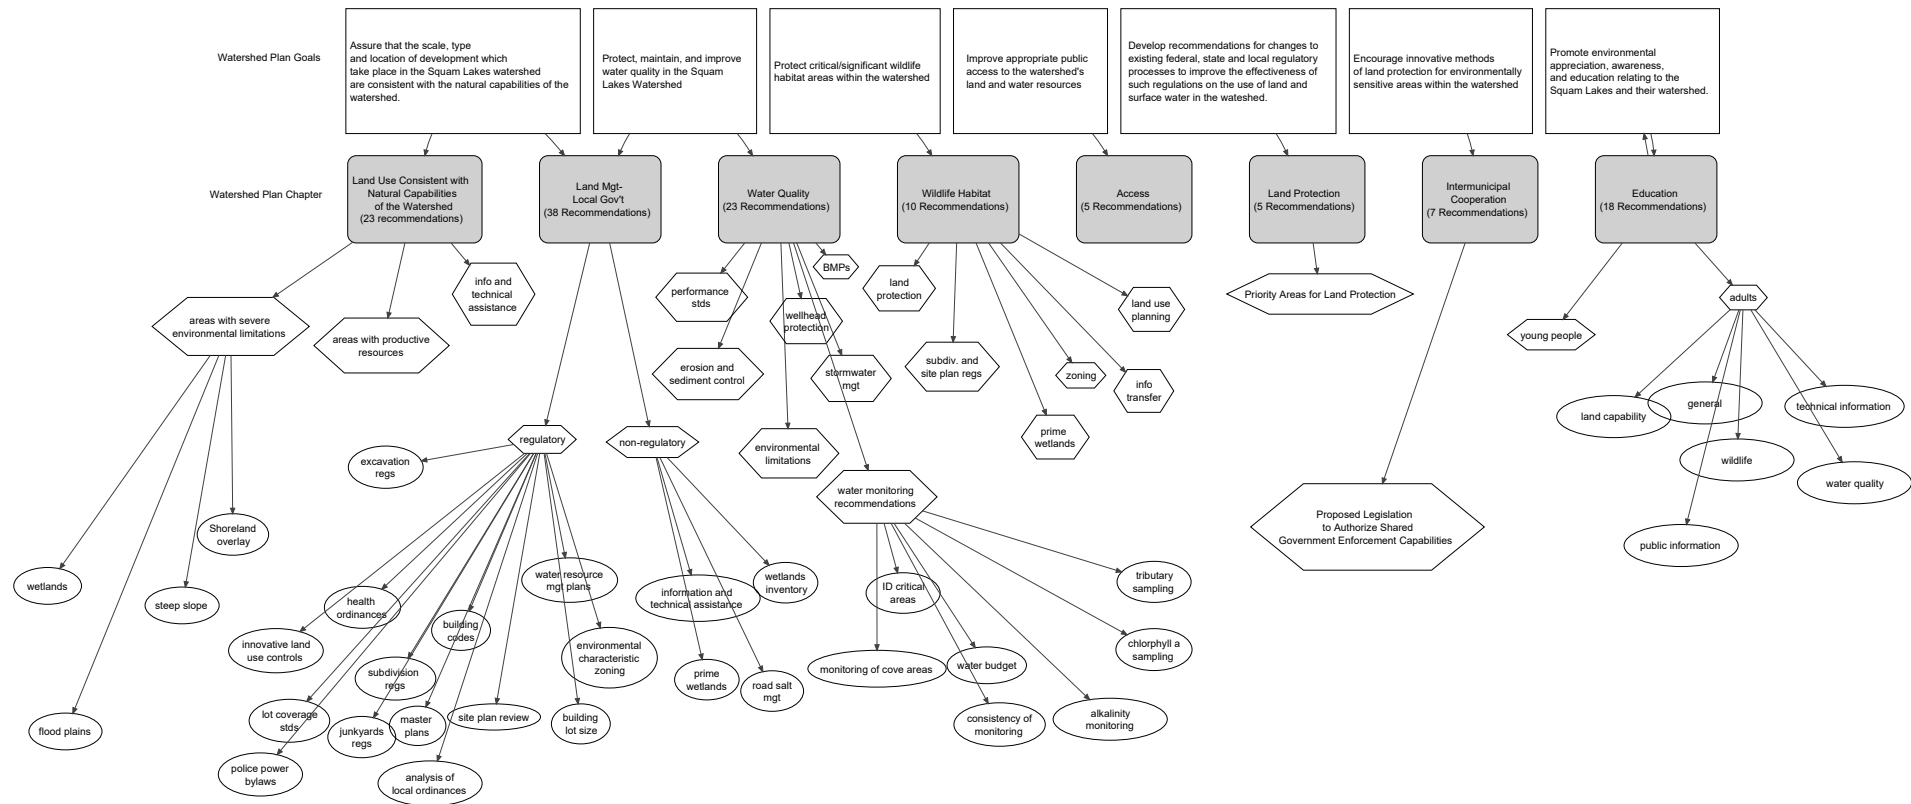 Watershed Plan Goals
Assure that the scale, type
and location of development which
take place in the Squam Lakes watershed
are consistent with the natural capabilities of the
watershed.
Protect, maintain, and improve
water quality in the Squam
Lakes Watershed
Protect critical/significant wildlife
habitat areas within the watershed
Improve appropriate public
access to the watershed's
land and water resources
Develop recommendations for changes to
existing federal, state and local regulatory
processes to improve the effectiveness of
such regulations on the use of land and
surface water in the wateshed.
Encourage innovative methods
of land protection for environmentally
sensitive areas within the watershed
Promote environmental
appreciation, awareness,
and education relating to the
Squam Lakes and their watershed.
Watershed Plan Chapter
Land Use Consistent with
Natural Capabilities
of the Watershed
(23 recommendations)
Land Mgt-
Local Gov't
(38 Recommendations)
Water Quality
(23 Recommendations)
Wildlife Habitat
(10 Recommendations)
Access
(5 Recommendations)
Land Protection
(5 Recommendations)
Intermunicipal
Cooperation
(7 Recommendations)
Education
(18 Recommendations)
areas with severe
environmental limitations
areas with productive
resources
info and
technical
assistance
performance
stds
erosion and
sediment control
wellhead
protection
BMPs
stormwater
mgt
environmental
limitations
land
protection
subdiv. and
site plan regs
land use
planning
zoning
info
transfer
prime
wetlands
Priority Areas for Land Protection
young people
adults
land capability
general
technical information
wildlife
water quality
public information
regulatory
non-regulatory
excavation
regs
water monitoring
recommendations
Proposed Legislation
to Authorize Shared
Government Enforcement Capabilities
Shoreland
overlay
wetlands
steep slope
flood plains
health
ordinances
innovative land
use controls
building
codes
water resource
mgt plans
environmental
characteristic
zoning
subdivision
regs
lot coverage
stds
junkyards
regs
master
plans
site plan review
building
lot size
police power
bylaws
analysis of
local ordinances
information and
technical assistance
wetlands
inventory
prime
wetlands
road salt
mgt
ID critical
areas
tributary
sampling
monitoring of cove areas
water budget
chlorphyll a
sampling
consistency of
monitoring
alkalinity
monitoring